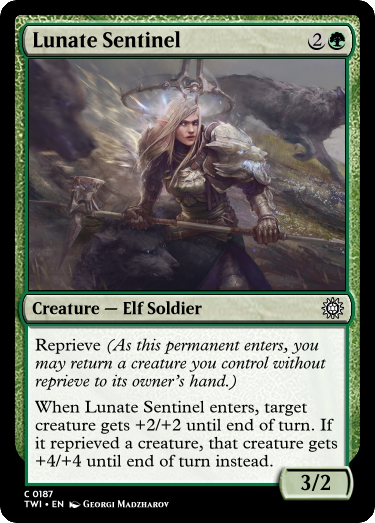 Lunate Sentinel 2
Creature — Elf Soldier
Reprieve (As this permanent enters, you
may return a creature you control without
reprieve to its owner's hand.)
When Lunate Sentinel enters, target
creature gets +2/+2 until end of turn. If
it reprieved a creature, that creature gets
+4/+4 until end of turn instead.
3/2
C 0187
TWI • EN Georgi Madzharov